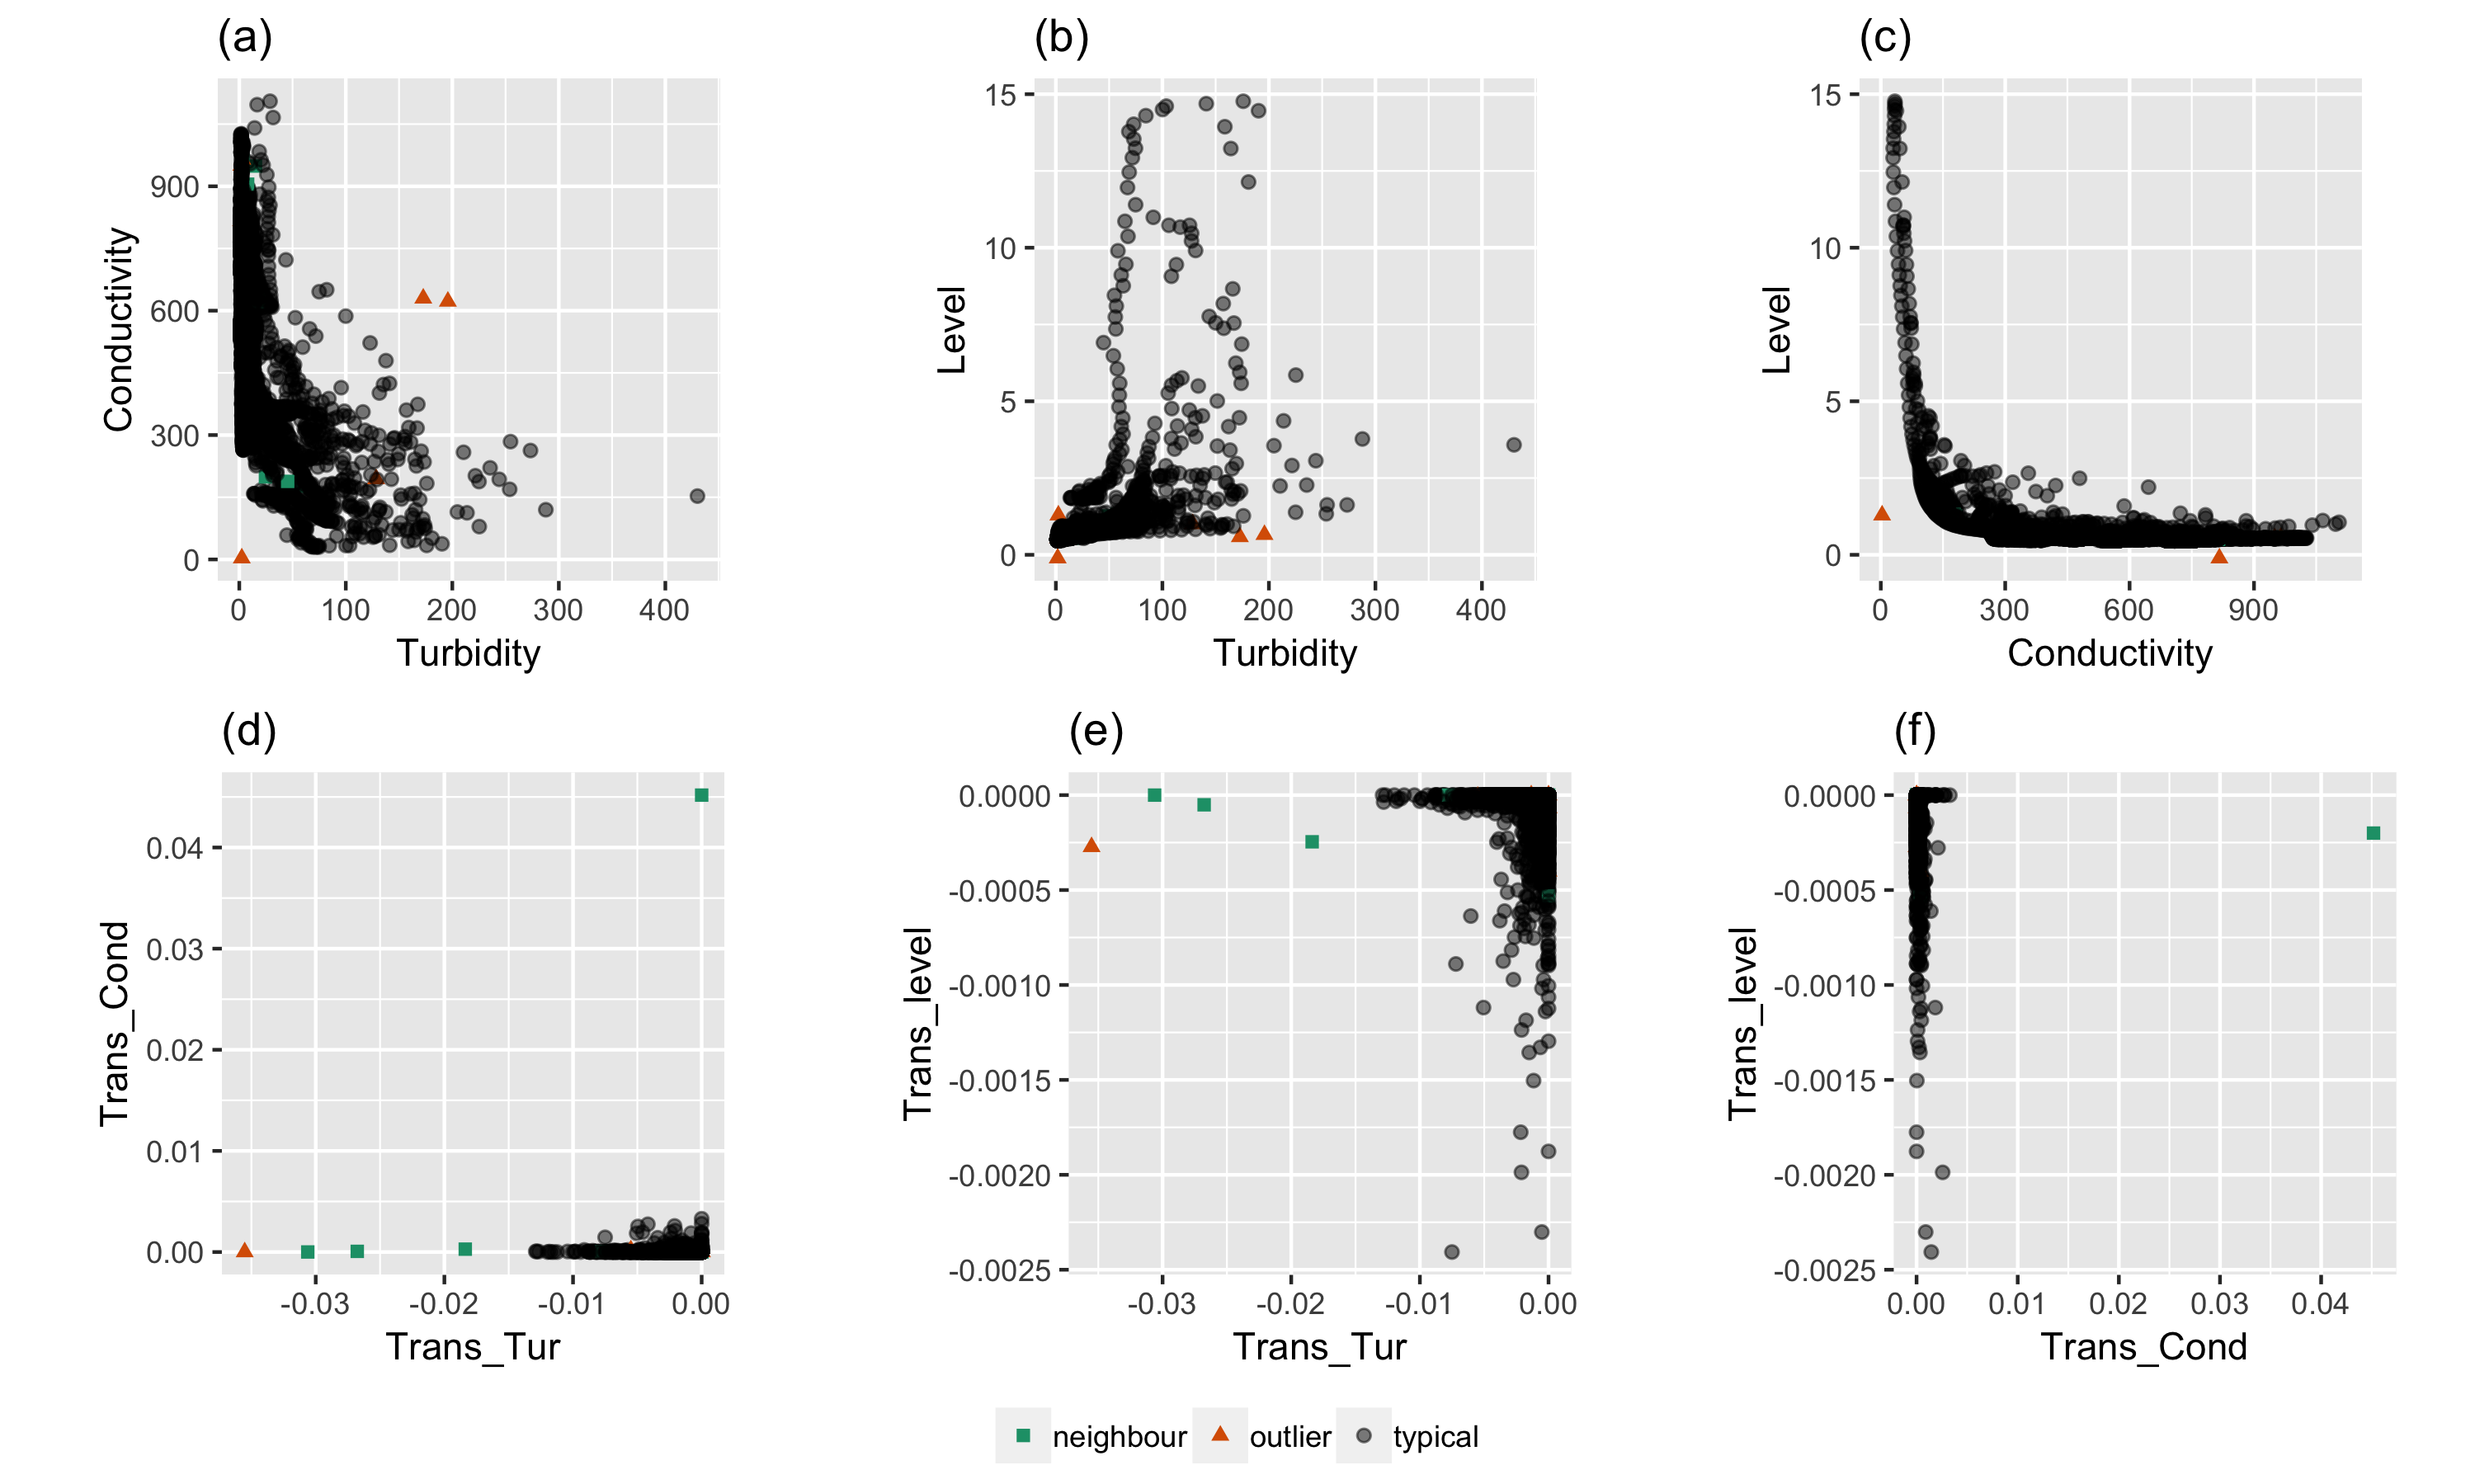 (a)
Conductivity
900
600
300
0
0 100 200 300 400
Turbidity
(b)
Level
15
10
5
0
0 100 200 300 400
Turbidity
(c)
Level
15
10
5
0
0 300 600 900
Conductivity
(d)
Trans_Cond
0.04
0.03
0.02
0.01
0.00
-0.03 -0.02 -0.01 0.00
Trans_Tur
(e)
Trans_level
0.0000
-0.0005
-0.0010
-0.0015
-0.0020
-0.0025
-0.03 -0.02 -0.01 0.00
Trans_Tur
(f)
Trans_level
0.0000
-0.0005
-0.0010
-0.0015
-0.0020
-0.0025
0.00 0.01 0.02 0.03 0.04
Trans_Cond
neighbour outlier typical